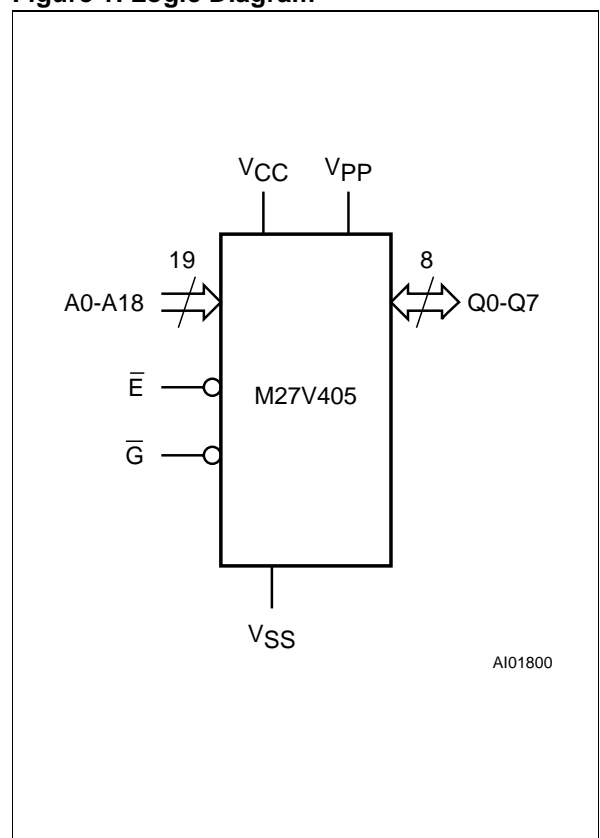 Figure 1. Logic Diagram
VCC VPP
19 8
A0-A18 Q0-Q7
E̅
M27V405
G̅
VSS
AI01800